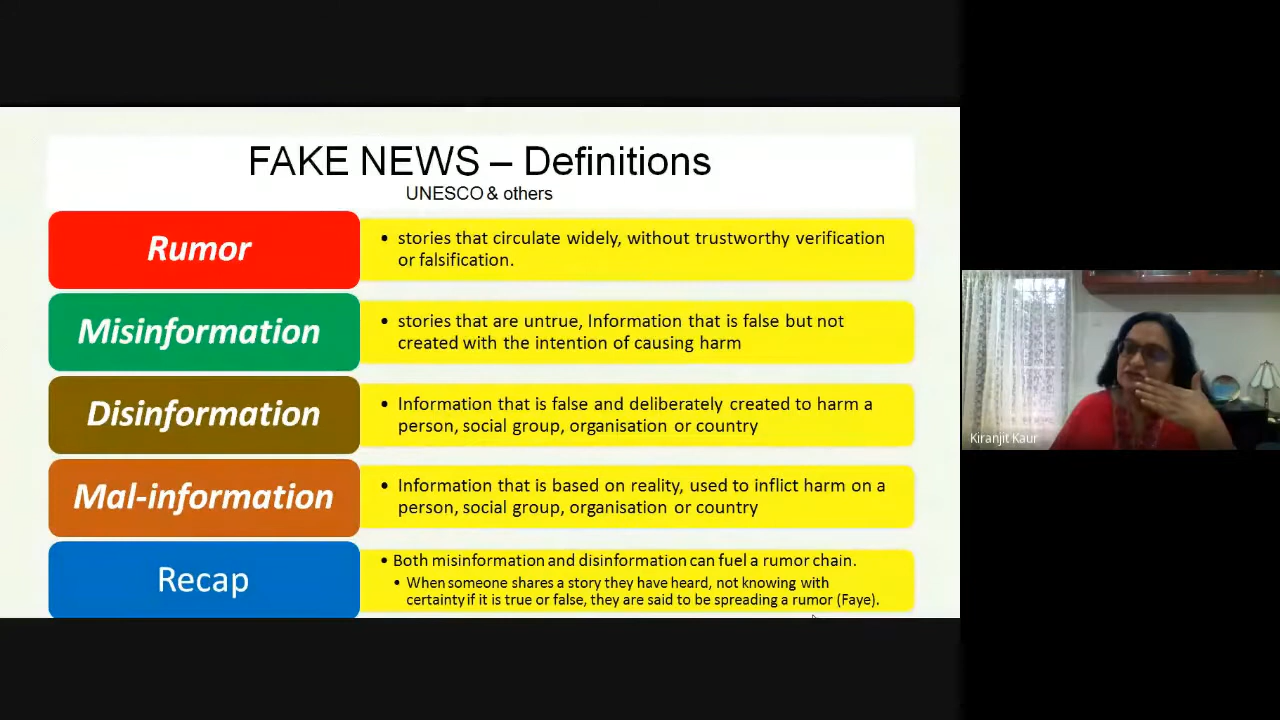 FAKE NEWS – Definitions
UNESCO & others
Rumor
• stories that circulate widely, without trustworthy verification
or falsification.
Misinformation
• stories that are untrue, Information that is false but not
created with the intention of causing harm
Disinformation
• Information that is false and deliberately created to harm a
person, social group, organisation or country
Mal-information
• Information that is based on reality, used to inflict harm on a
person, social group, organisation or country
Recap
• Both misinformation and disinformation can fuel a rumor chain.
• When someone shares a story they have heard, not knowing with
certainty if it is true or false, they are said to be spreading a rumor (Faye).
Kiranjit Kaur